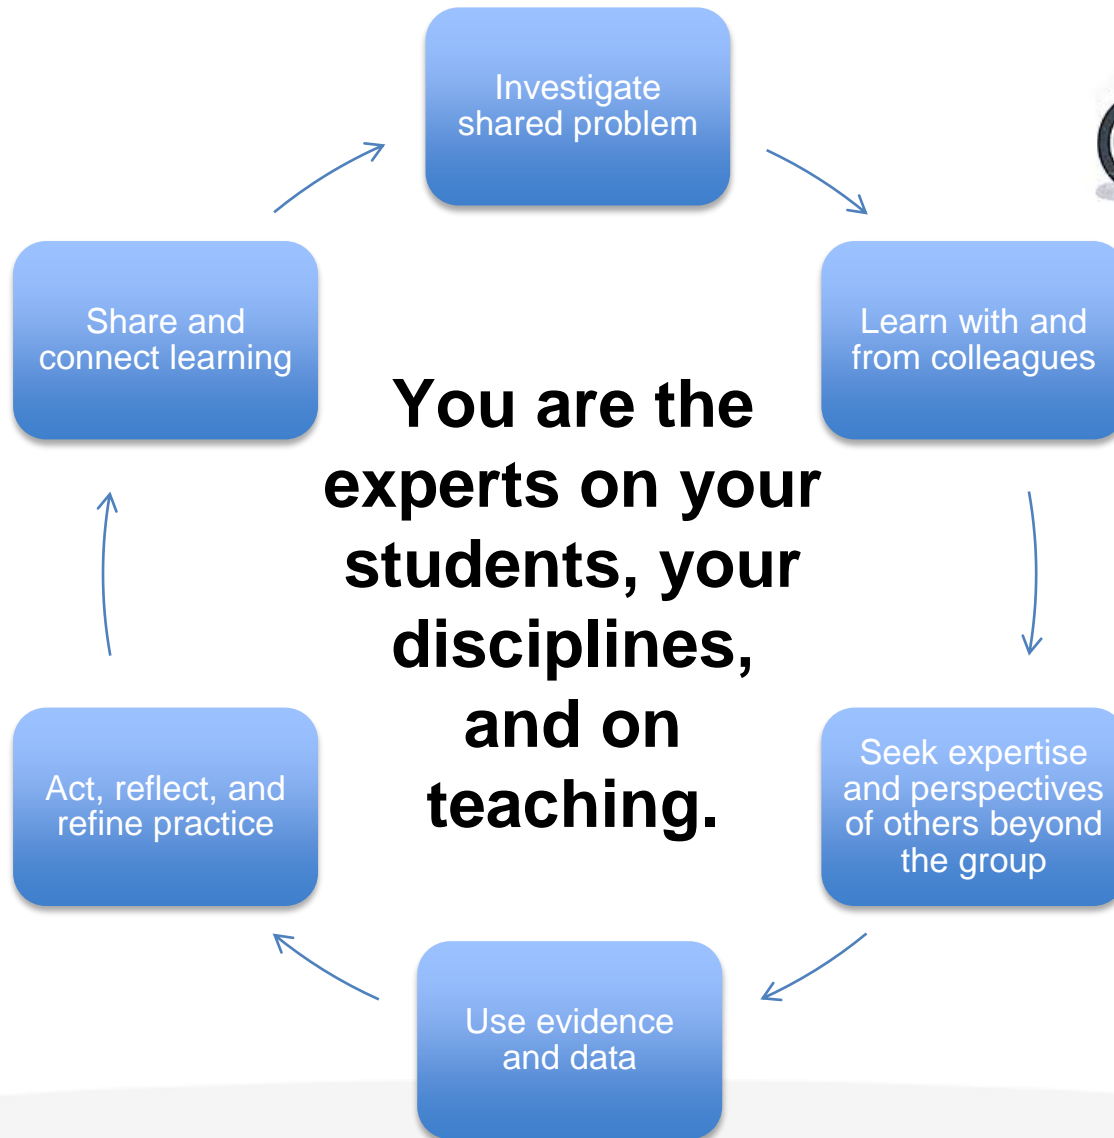 Investigate
shared problem
Learn with and
from colleagues
Seek expertise
and perspectives
of others beyond
the group
Use evidence
and data
Act, reflect, and
refine practice
Share and
connect learning
You are the
experts on your
students, your
disciplines,
and on
teaching.